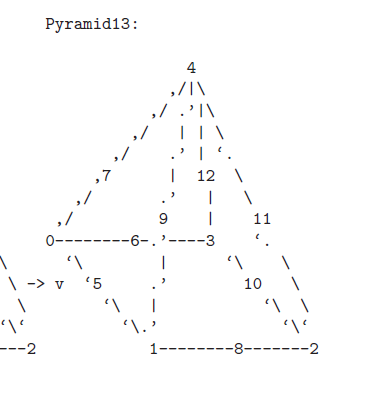 Pyramid13:
4
,/|\
,/ .'|\
,/ | | \
,/ .' | `.
,7 | 12 \
,/ .' | \
,/ 9 | 11
0--------6-.'----3 `.
\ `\ | `\ \
\ -> v `5 .' 10 \
\ `\ | `\ \
`\` `\.' `\`
---2 1--------8-------2